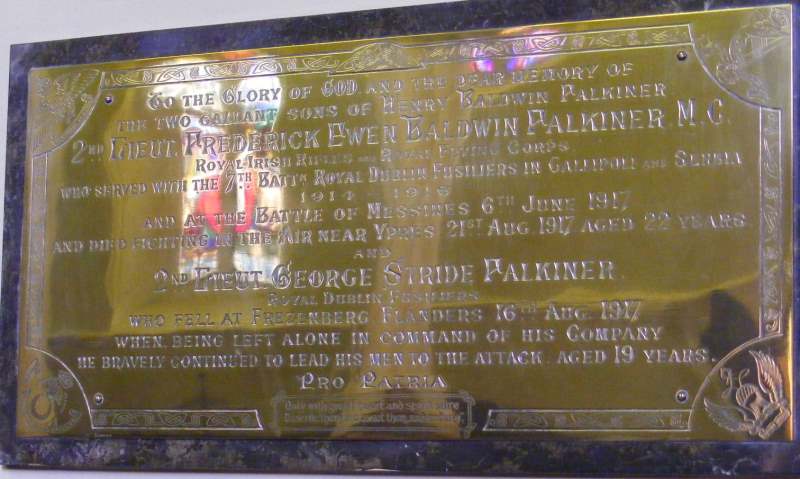 To the Glory of God, and the dear memory of
the two gallant sons of Henry Baldwin Falkiner
2nd Lieut. Frederick Ewen Baldwin Falkiner. M.C.
Royal Irish Rifles and Royal Flying Corps
who served with the 7th Battn Royal Dublin Fusiliers in Gallipoli and Serbia
1914 1915
and at the Battle of Messines 6th June 1917
and died fighting in the air near Ypres 21st Aug. 1917 aged 22 years.
and
2nd Lieut. George Stride Falkiner.
Royal Dublin Fusiliers
who fell at Frezenberg Flanders 16th Aug. 1917
when being left alone in command of his company
he bravely continued to lead his men to the attack. aged 19 years.
Pro Patria